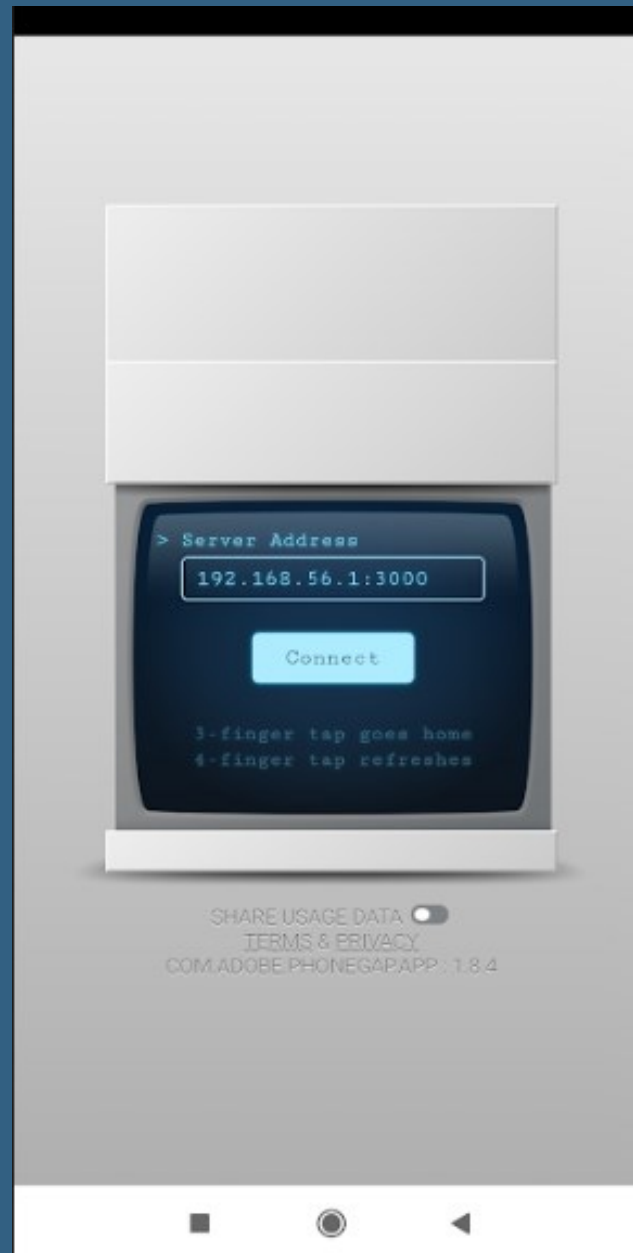 > Server Address
192.168.56.1:3000
Connect
3-finger tap goes home
4-finger tap refreshes
SHARE USAGE DATA
TERMS & PRIVACY
COM.ADOBE.PHONEGAP.APP : 1.8.4